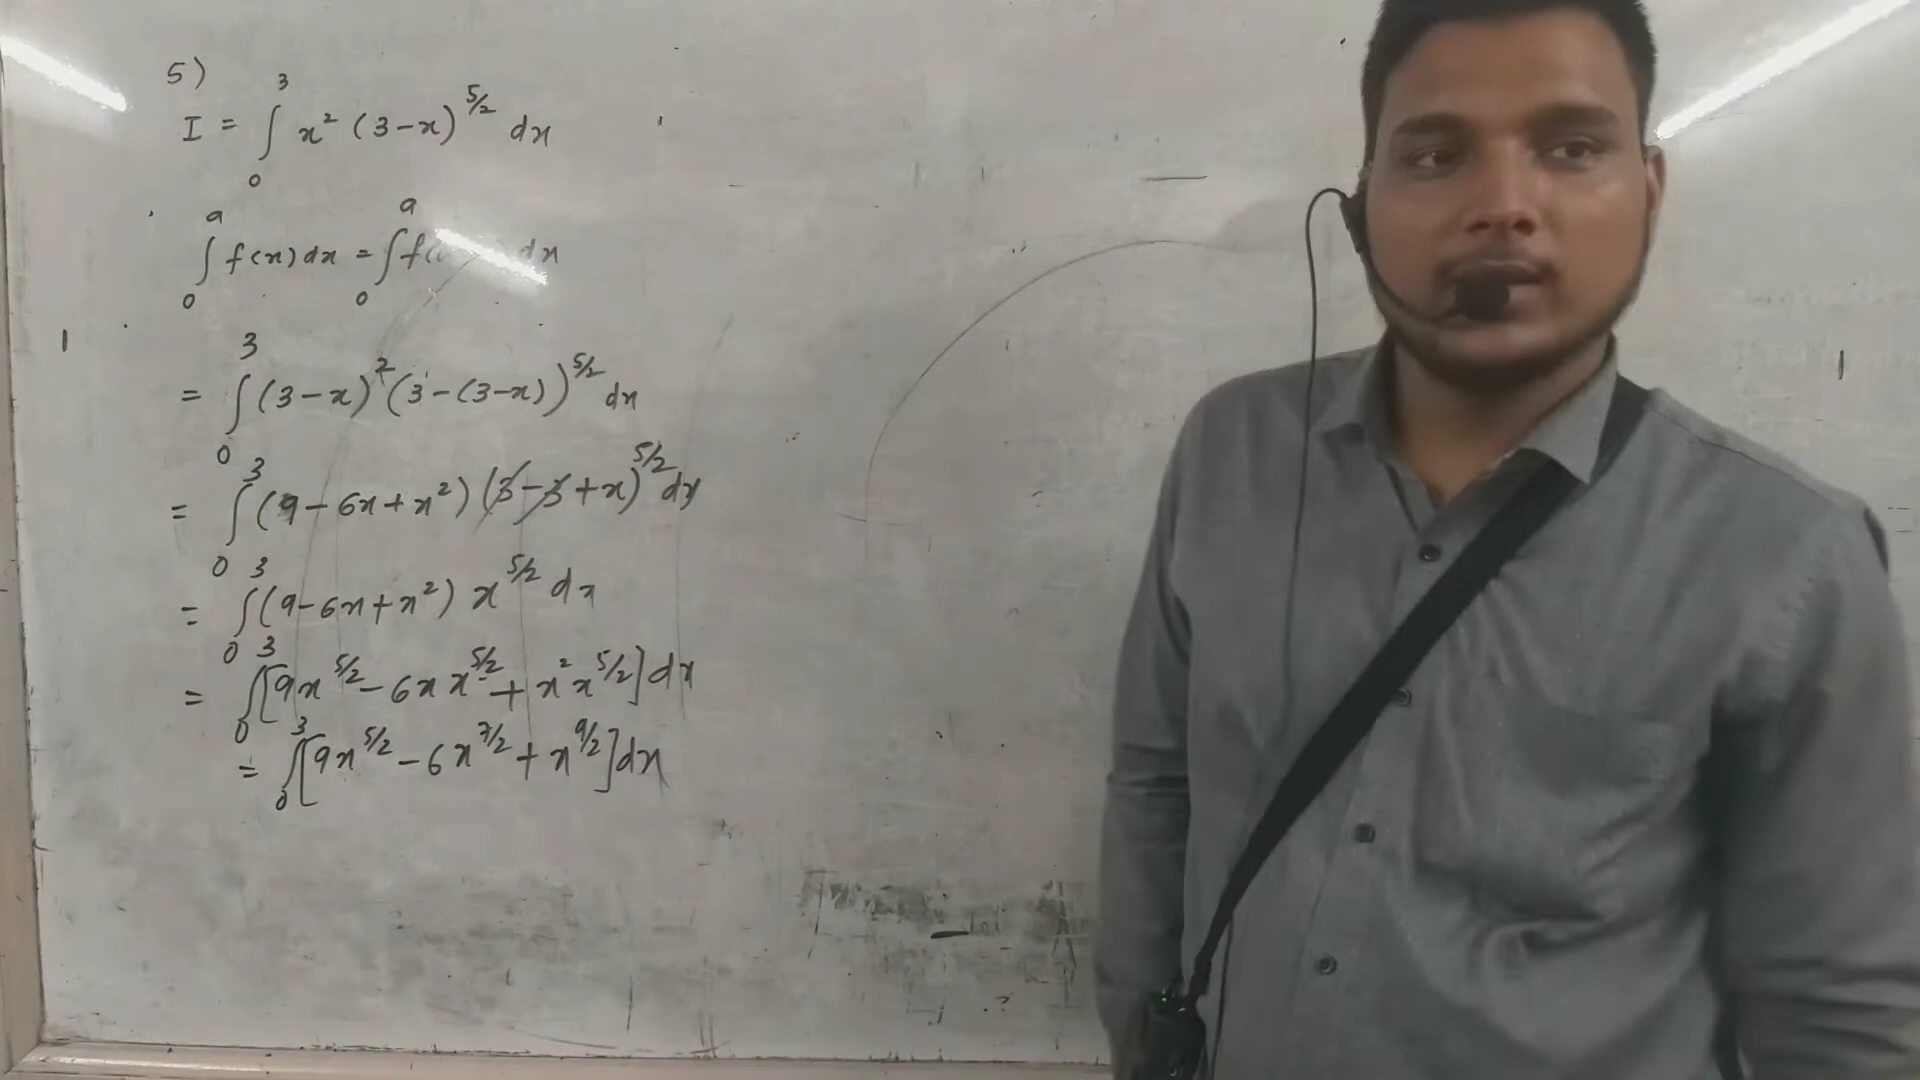 5)
I = ∫₀³ x² (3-x)^5/2 dx
∫₀ᵃ f(x) dx = ∫₀ᵃ f( dx
= ∫₀³ (3-x)² (3-(3-x))^5/2 dx
= ∫₀³ (9-6x+x²) (3-3+x)^5/2 dx
= ∫₀³ (9-6x+x²) x^5/2 dx
= ∫₀³ [9x^5/2 - 6x x^5/2 + x² x^5/2] dx
= ∫₀³ [9x^5/2 - 6x^7/2 + x^9/2] dx